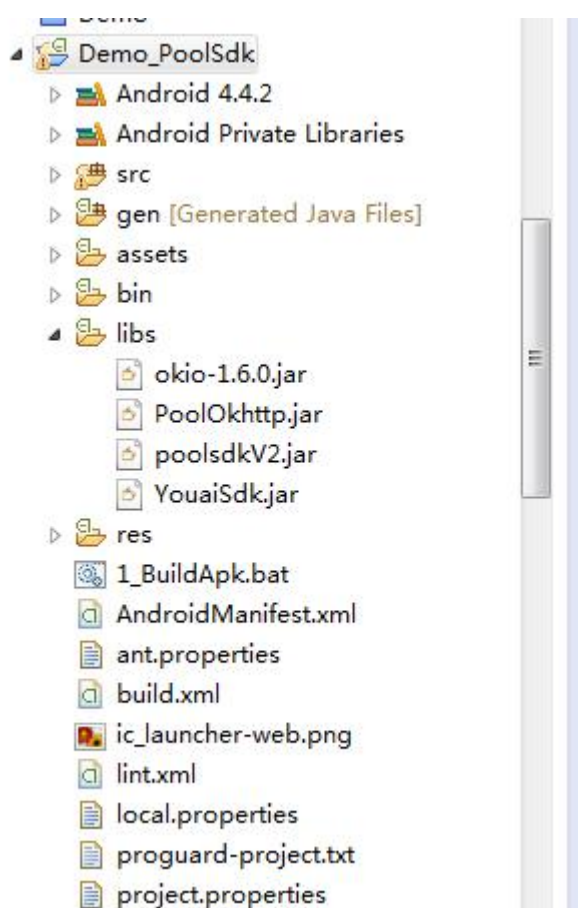 Demo
Demo_PoolSdk
Android 4.4.2
Android Private Libraries
src
gen [Generated Java Files]
assets
bin
libs
okio-1.6.0.jar
PoolOkhttp.jar
poolsdkV2.jar
YouaiSdk.jar
res
1_BuildApk.bat
AndroidManifest.xml
ant.properties
build.xml
ic_launcher-web.png
lint.xml
local.properties
proguard-project.txt
project.properties